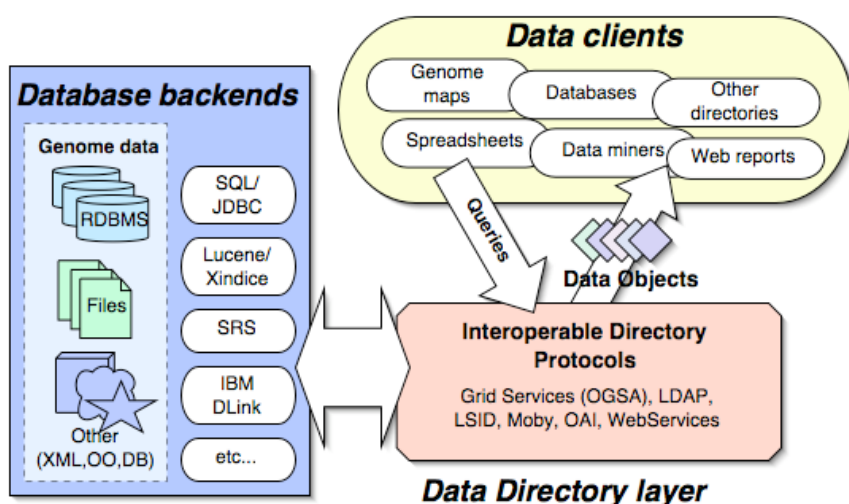 Data clients
Genome
maps
Databases
Other
directories
Spreadsheets
Data miners
Web reports
Database backends
Genome data
RDBMS
Files
Other
(XML,OO,DB)
SQL/
JDBC
Lucene/
Xindice
SRS
IBM
DLink
etc...
Queries
Data Objects
Interoperable Directory
Protocols
Grid Services (OGSA), LDAP,
LSID, Moby, OAI, WebServices
Data Directory layer